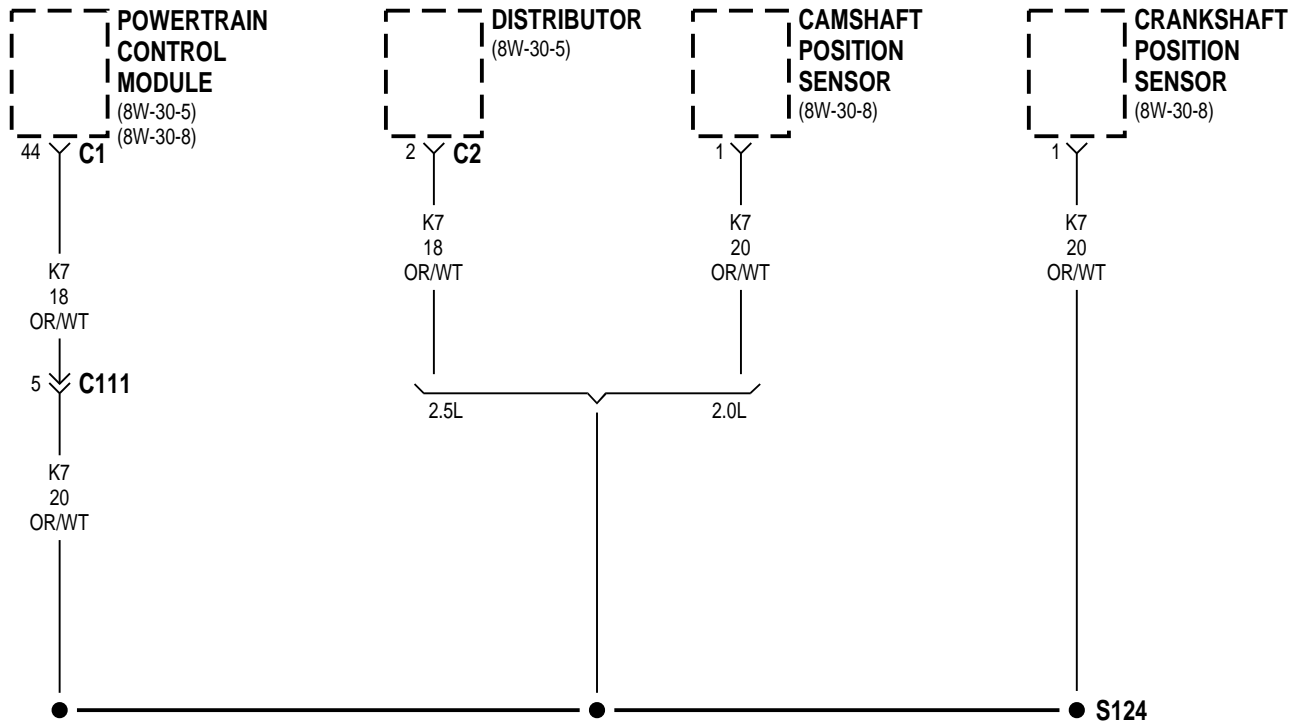 POWERTRAIN
CONTROL
MODULE
(8W-30-5)
(8W-30-8)
44
C1
K7
18
OR/WT
5
C111
K7
20
OR/WT
DISTRIBUTOR
(8W-30-5)
2
C2
K7
18
OR/WT
2.5L
CAMSHAFT
POSITION
SENSOR
(8W-30-8)
1
K7
20
OR/WT
2.0L
CRANKSHAFT
POSITION
SENSOR
(8W-30-8)
1
K7
20
OR/WT
S124